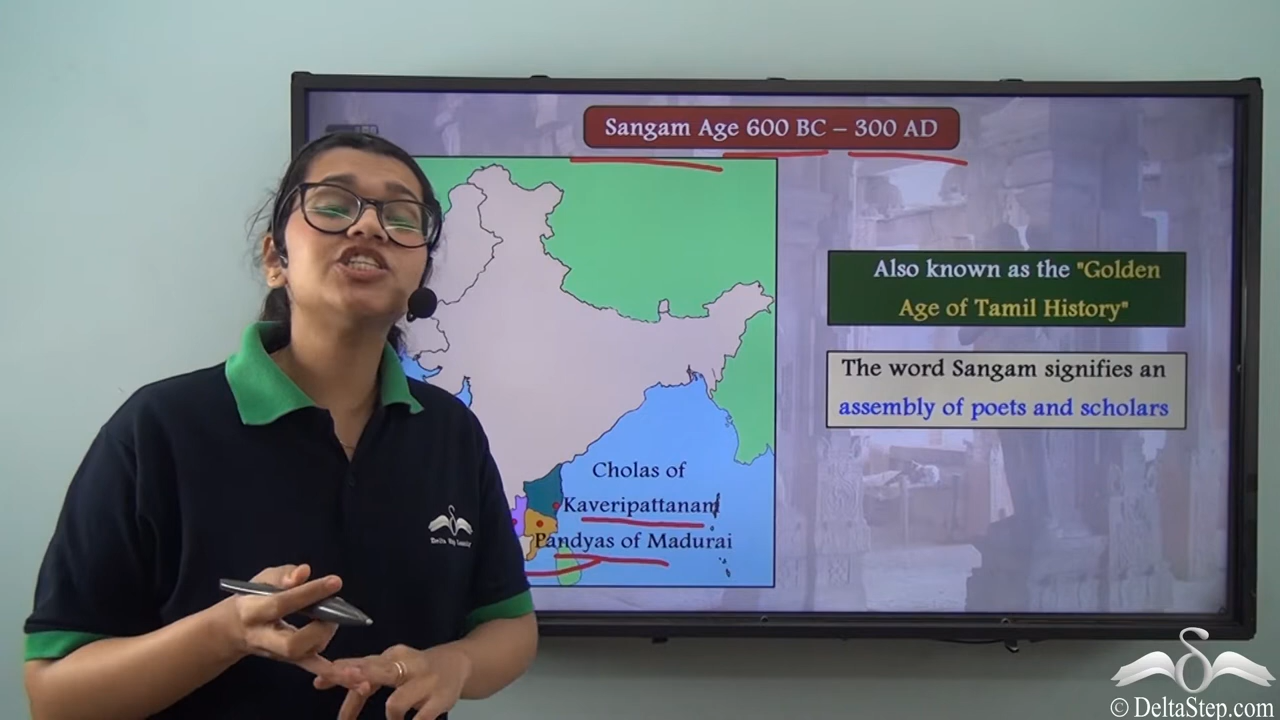 Sangam Age 600 BC – 300 AD
Also known as the "Golden
Age of Tamil History"
The word Sangam signifies an
assembly of poets and scholars
Cholas of
Kaveripattanam
Pandyas of Madurai
© DeltaStep.com